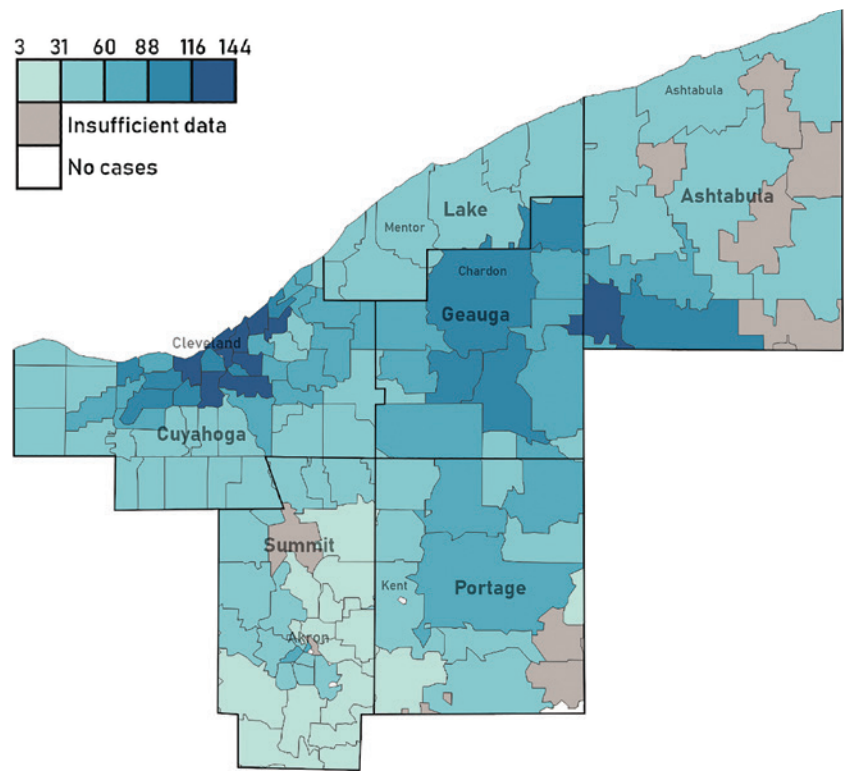 3 31 60 88 116 144
Insufficient data
No cases
Ashtabula
Ashtabula
Lake
Mentor
Chardon
Geauga
Cleveland
Cuyahoga
Summit
Kent
Portage
Akron